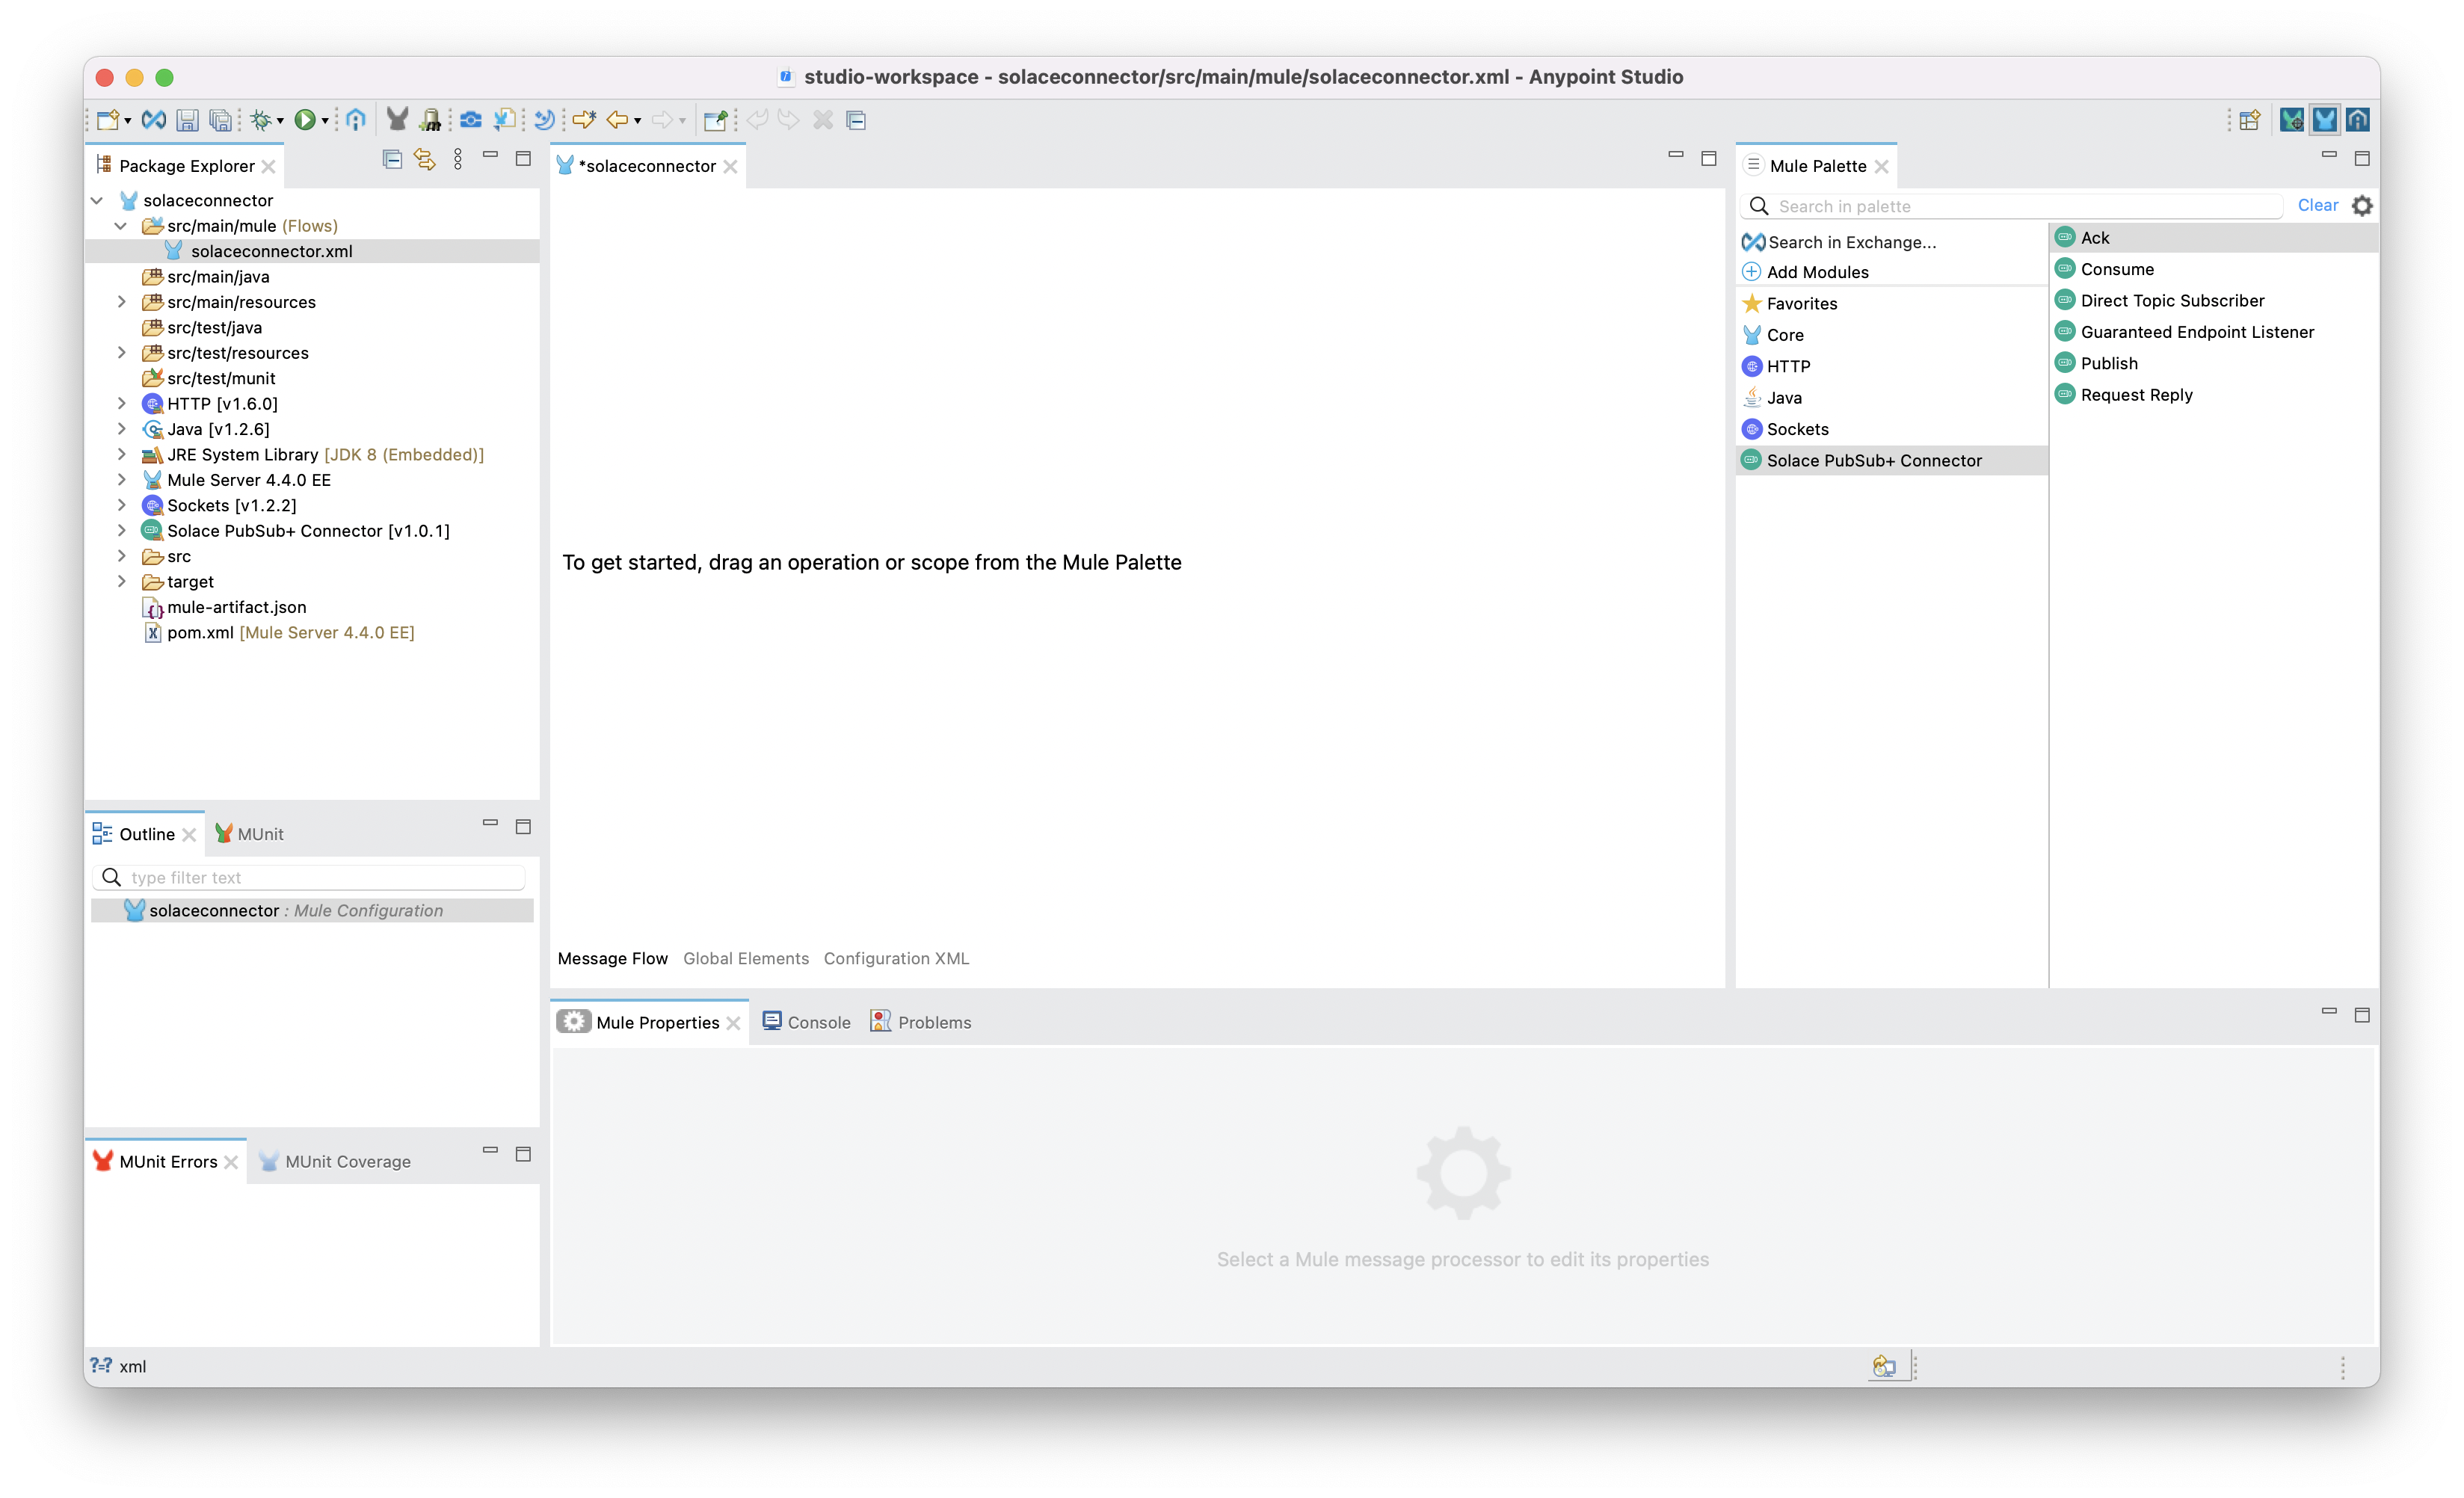 studio-workspace - solaceconnector/src/main/mule/solaceconnector.xml - Anypoint Studio
Package Explorer
solaceconnector
src/main/mule (Flows)
solaceconnector.xml
src/main/java
src/main/resources
src/test/java
src/test/resources
src/test/munit
HTTP [v1.6.0]
Java [v1.2.6]
JRE System Library [JDK 8 (Embedded)]
Mule Server 4.4.0 EE
Sockets [v1.2.2]
Solace PubSub+ Connector [v1.0.1]
src
target
mule-artifact.json
pom.xml [Mule Server 4.4.0 EE]
Outline
MUnit
type filter text
solaceconnector : Mule Configuration
MUnit Errors
MUnit Coverage
*solaceconnector
To get started, drag an operation or scope from the Mule Palette
Message Flow Global Elements Configuration XML
Mule Palette
Search in palette
Clear
Search in Exchange...
Add Modules
Favorites
Core
HTTP
Java
Sockets
Solace PubSub+ Connector
Ack
Consume
Direct Topic Subscriber
Guaranteed Endpoint Listener
Publish
Request Reply
Mule Properties
Console
Problems
Select a Mule message processor to edit its properties
?=? xml